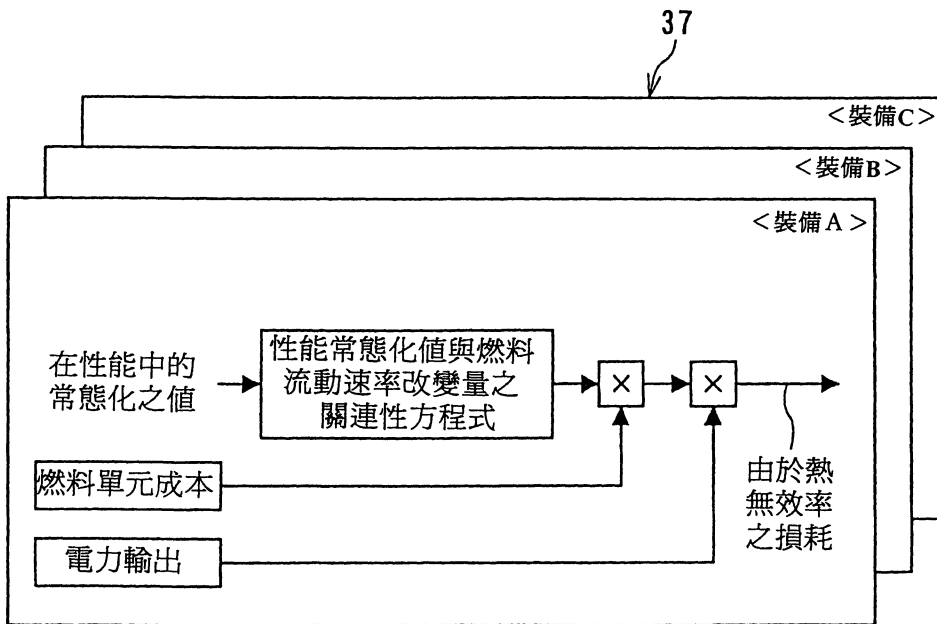 37
＜裝備C＞
＜裝備B＞
＜裝備A＞
在性能中的
常態化之值
性能常態化值與燃料
流動速率改變量之
關連性方程式
×
×
燃料單元成本
電力輸出
由於熱
無效率
之損耗